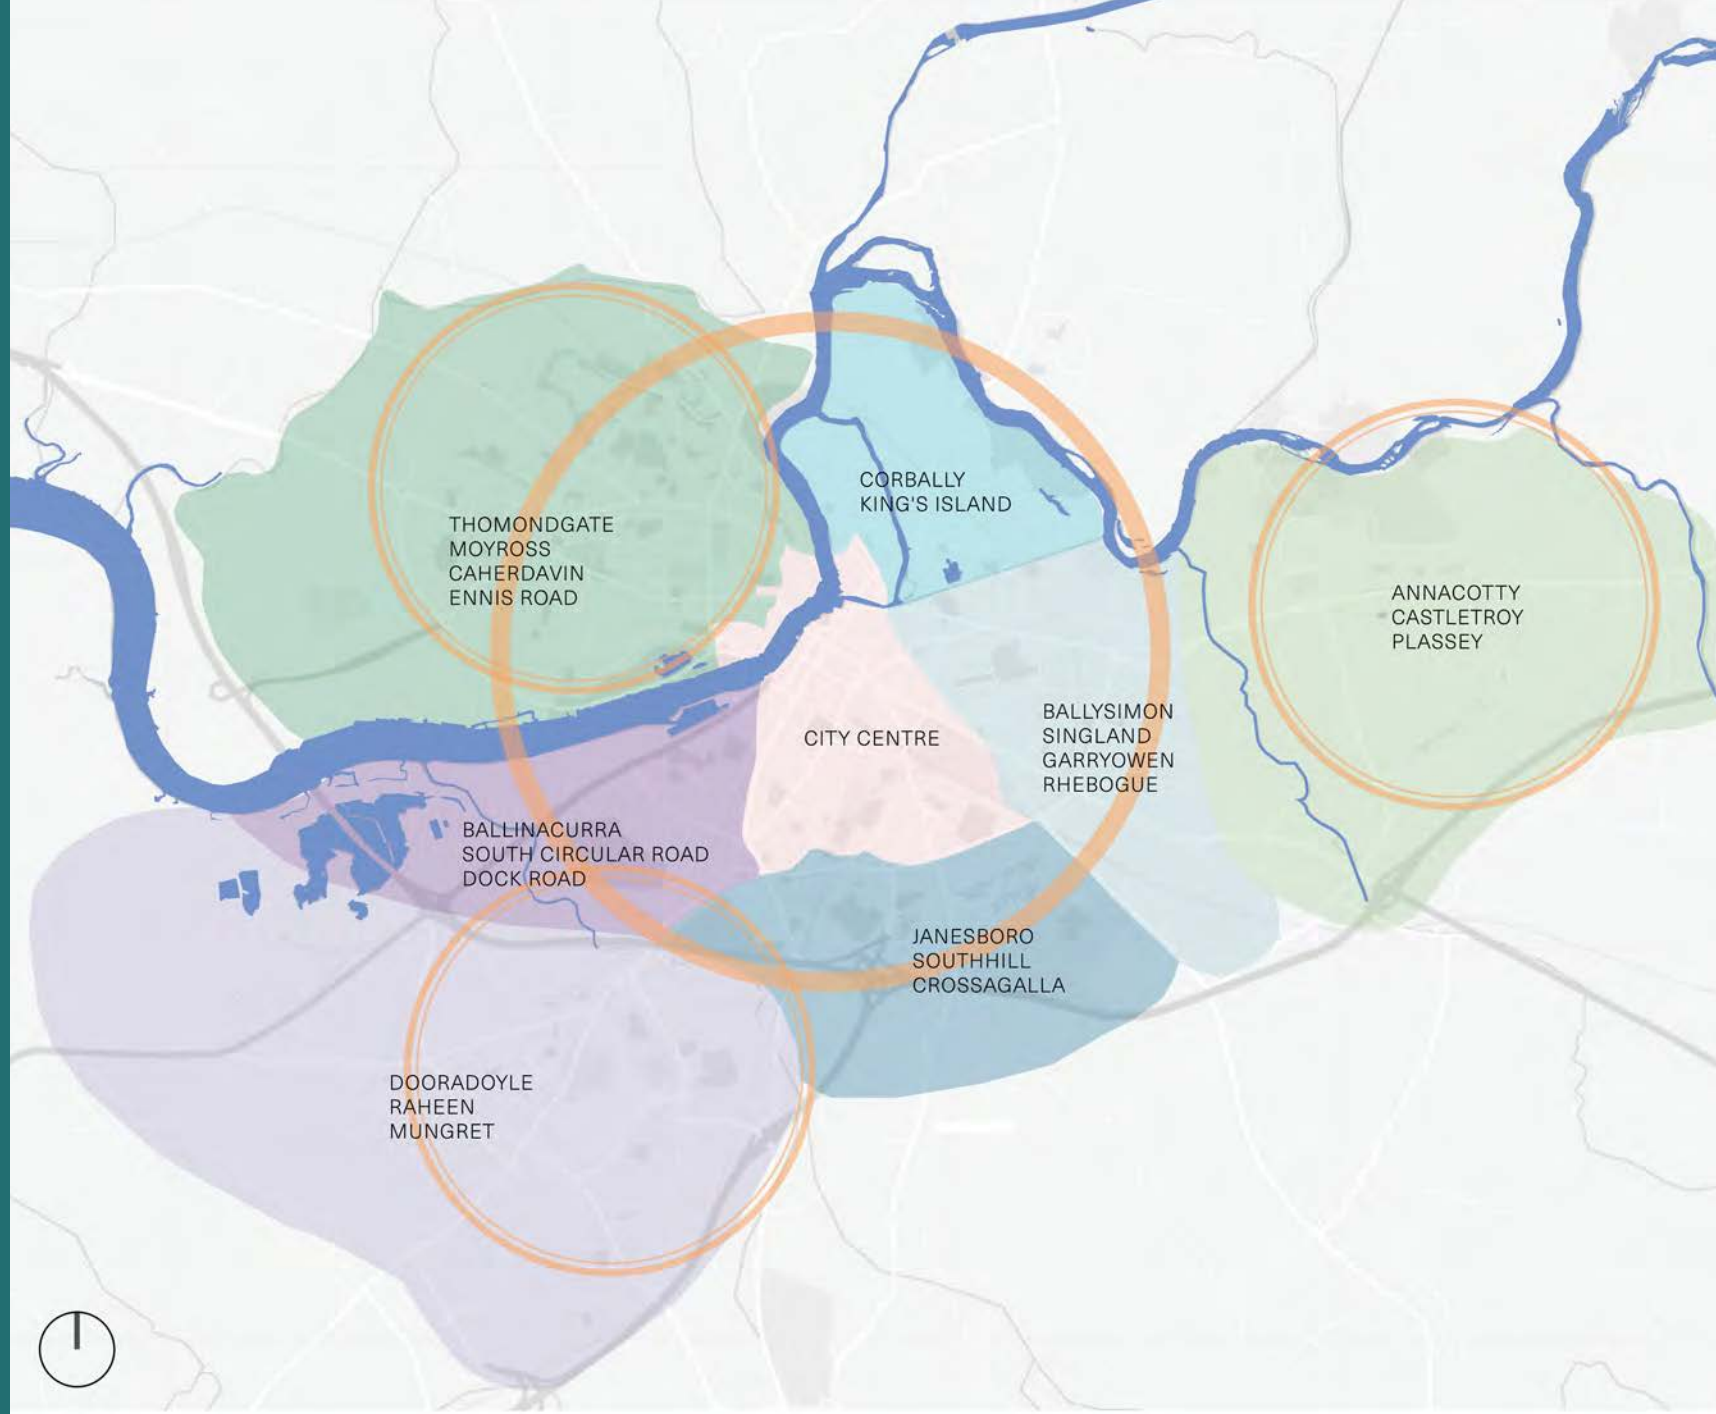 CORBALLY
KING'S ISLAND
THOMONDGATE
MOYROSS
CAHERDAVIN
ENNIS ROAD
ANNACOTTY
CASTLETROY
PLASSEY
CITY CENTRE
BALLYSIMON
SINGLAND
GARRYOWEN
RHEBOGUE
BALLINACURRA
SOUTH CIRCULAR ROAD
DOCK ROAD
JANESBORO
SOUTHHILL
CROSSAGALLA
DOORADOYLE
RAHEEN
MUNGRET